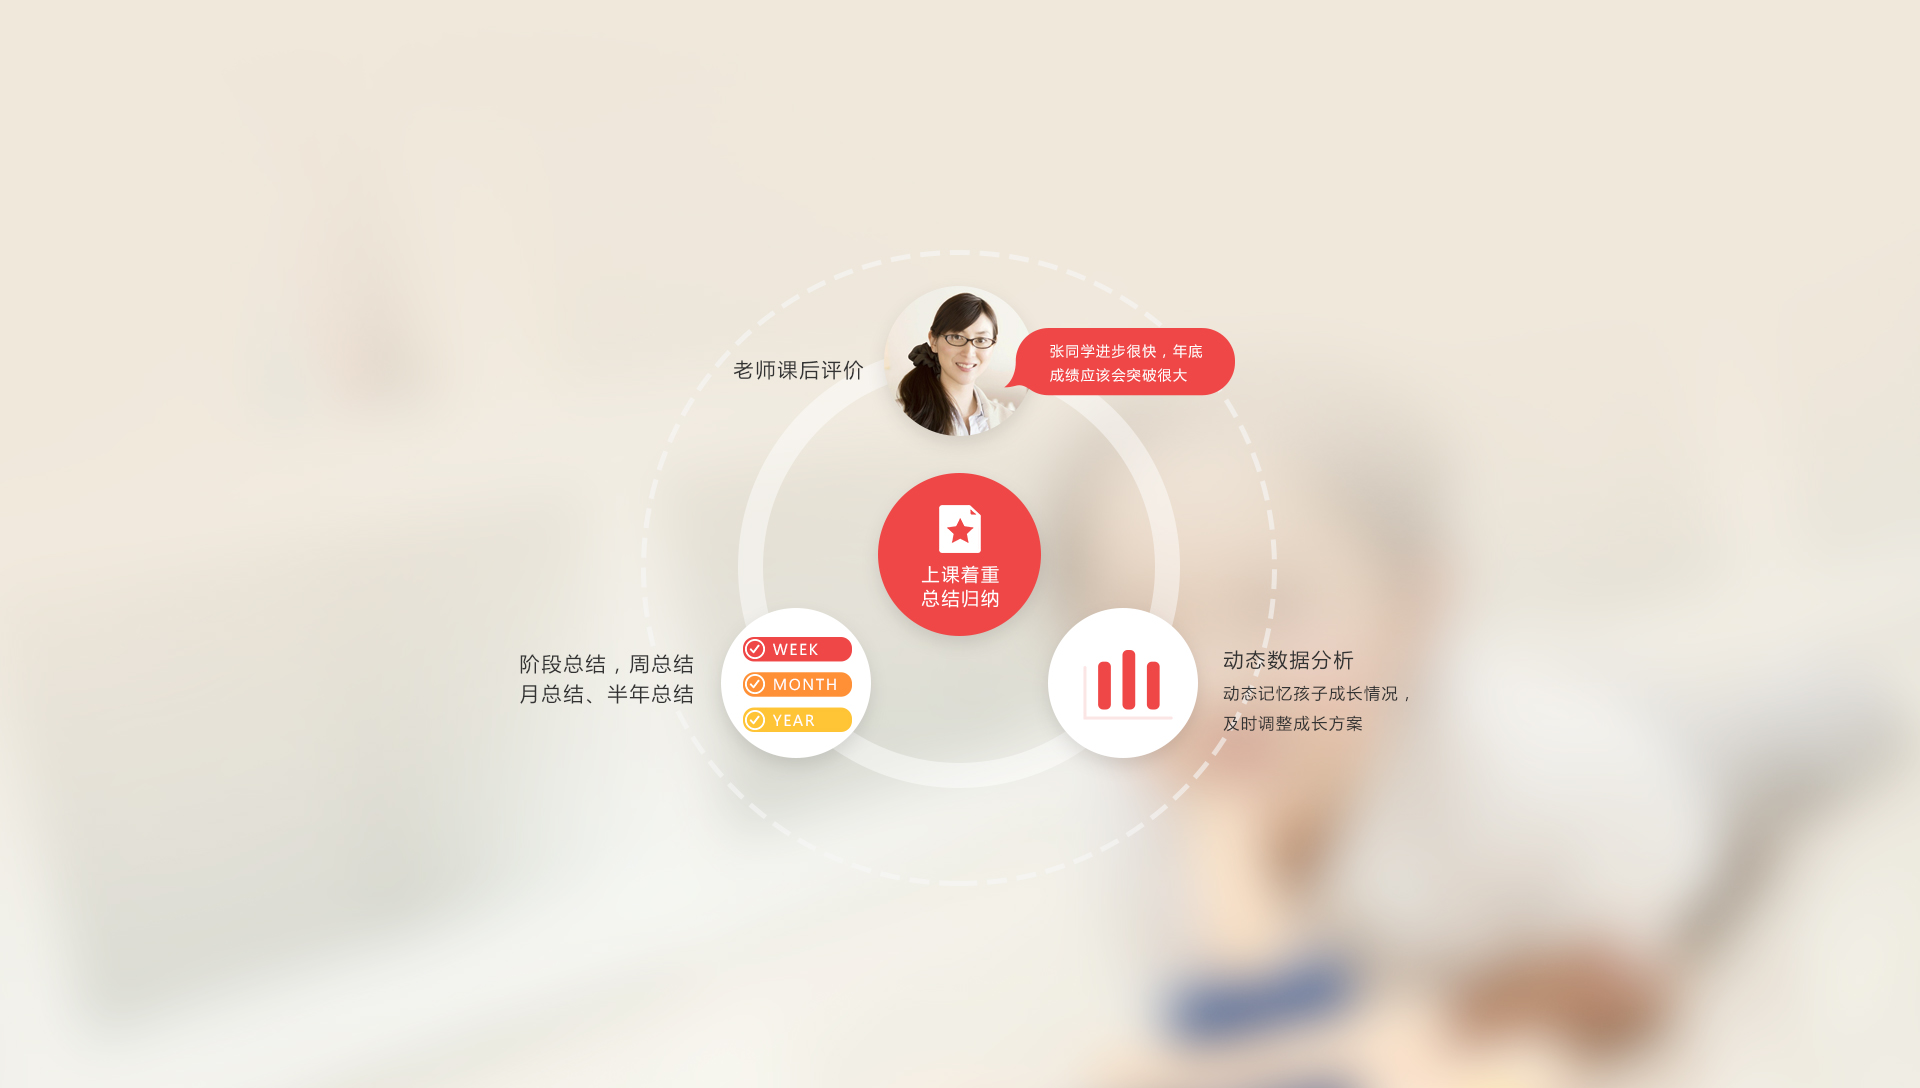 老师课后评价
张同学进步很快，年底
成绩应该会突破很大
上课着重
总结归纳
阶段总结，周总结
月总结、半年总结
WEEK
MONTH
YEAR
动态数据分析
动态记忆孩子成长情况，
及时调整成长方案